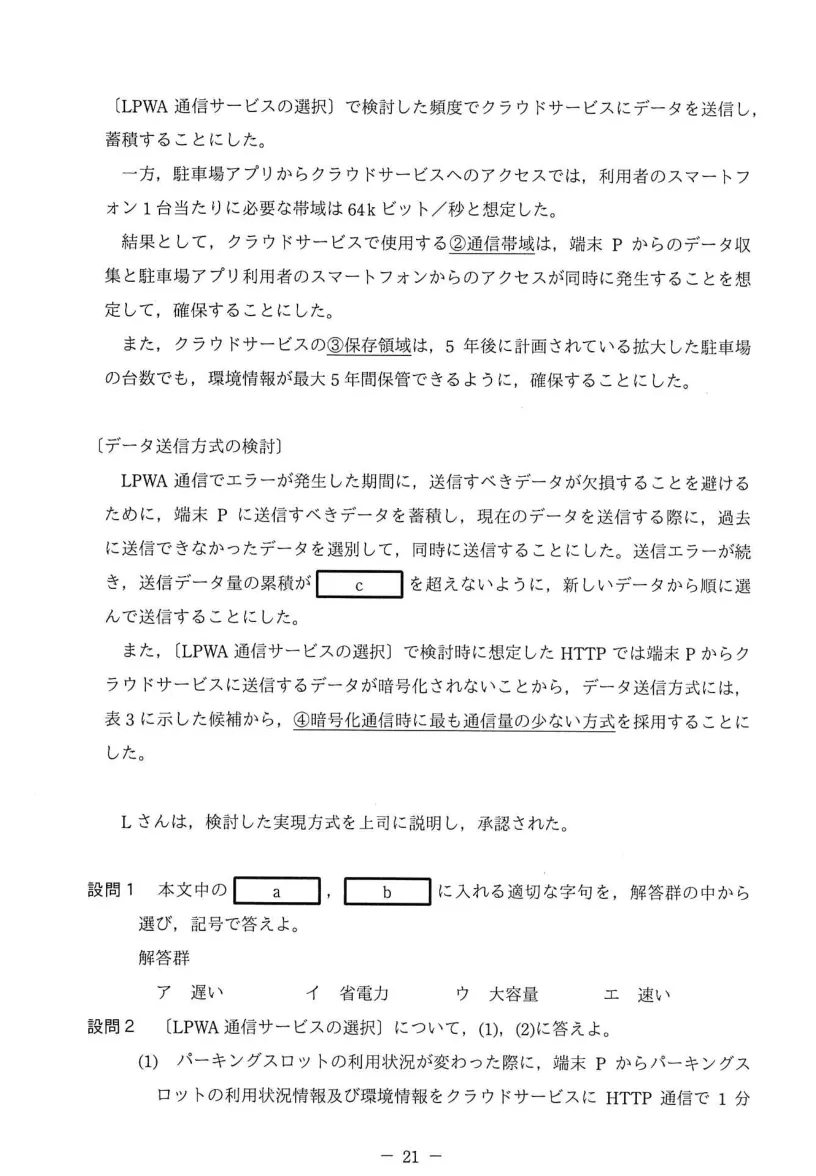 〔LPWA 通信サービスの選択〕で検討した頻度でクラウドサービスにデータを送信し,
蓄積することにした。
一方,駐車場アプリからクラウドサービスへのアクセスでは,利用者のスマートフ
ォン 1 台当たりに必要な帯域は 64k ビット／秒と想定した。
結果として,クラウドサービスで使用する②通信帯域は,端末 P からのデータ収
集と駐車場アプリ利用者のスマートフォンからのアクセスが同時に発生することを想
定して,確保することにした。
また,クラウドサービスの③保存領域は,5 年後に計画されている拡大した駐車場
の台数でも,環境情報が最大 5 年間保管できるように,確保することにした。
〔データ送信方式の検討〕
LPWA 通信でエラーが発生した期間に,送信すべきデータが欠損することを避ける
ために,端末 P に送信すべきデータを蓄積し,現在のデータを送信する際に,過去
に送信できなかったデータを選別して,同時に送信することにした。送信エラーが続
き,送信データ量の累積が c を超えないように,新しいデータから順に選
んで送信することにした。
また,〔LPWA 通信サービスの選択〕で検討時に想定した HTTP では端末 P からク
ラウドサービスに送信するデータが暗号化されないことから,データ送信方式には,
表 3 に示した候補から,④暗号化通信時に最も通信量の少ない方式を採用することに
した。
L さんは,検討した実現方式を上司に説明し,承認された。
設問 1 本文中の a , b に入れる適切な字句を,解答群の中から
選び,記号で答えよ。
解答群
ア 遅い イ 省電力 ウ 大容量 エ 速い
設問 2 〔LPWA 通信サービスの選択〕について,(1),(2)に答えよ。
(1) パーキングスロットの利用状況が変わった際に,端末 P からパーキングス
ロットの利用状況情報及び環境情報をクラウドサービスに HTTP 通信で 1 分
－ 21 －